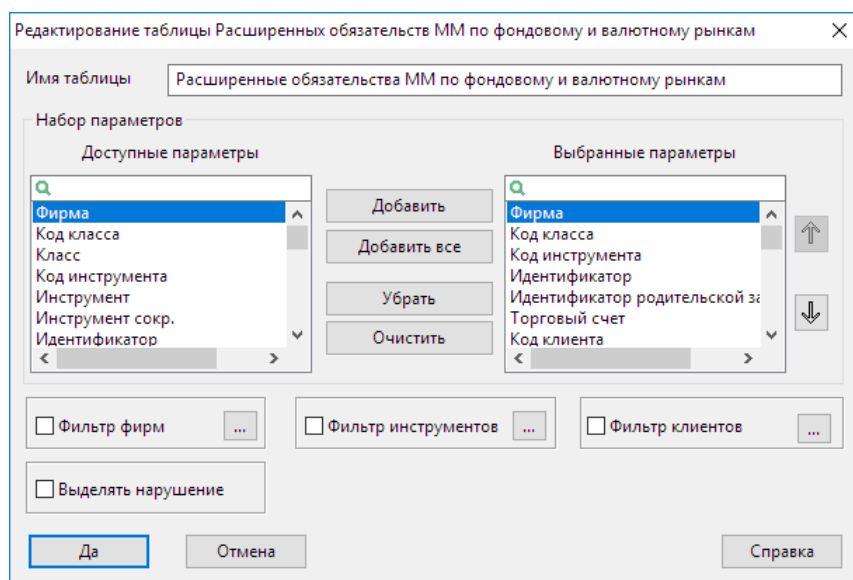 Редактирование таблицы Расширенных обязательств ММ по фондовому и валютному рынкам
Имя таблицы
Расширенные обязательства ММ по фондовому и валютному рынкам
Набор параметров
Доступные параметры
Фирма
Код класса
Класс
Код инструмента
Инструмент
Инструмент сокр.
Идентификатор
Добавить
Добавить все
Убрать
Очистить
Выбранные параметры
Фирма
Код класса
Код инструмента
Идентификатор
Идентификатор родительской за
Торговый счет
Код клиента
Фильтр фирм ...
Фильтр инструментов ...
Фильтр клиентов ...
Выделять нарушение
Да
Отмена
Справка